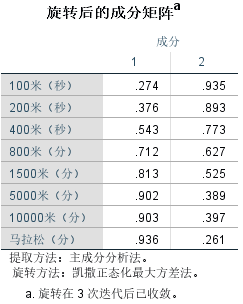 旋转后的成分矩阵a
成分
1 2
100米（秒） .274 .935
200米（秒） .376 .893
400米（秒） .543 .773
800米（分） .712 .627
1500米（分） .813 .525
5000米（分） .902 .389
10000米（分） .903 .397
马拉松（分） .936 .261
提取方法：主成分分析法。
旋转方法：凯撒正态化最大方差法。
a. 旋转在 3 次迭代后已收敛。